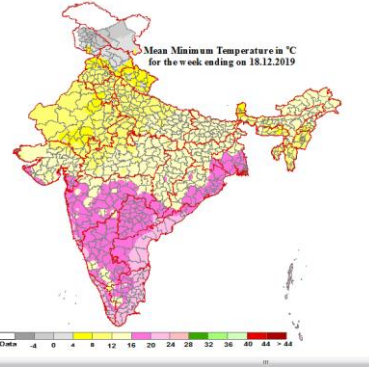 Mean Minimum Temperature in °C
for the week ending on 18.12.2019
Data -4 0 4 8 12 16 20 24 28 32 36 40 44 > 44